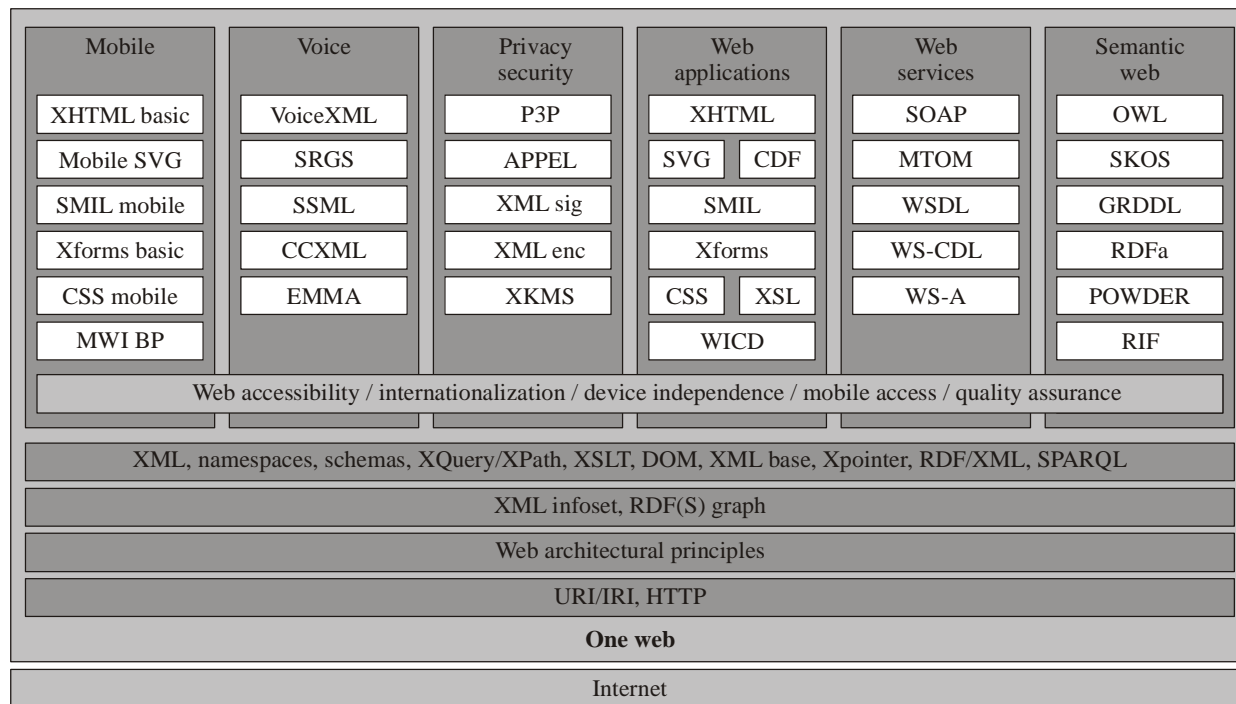 Mobile
XHTML basic
Mobile SVG
SMIL mobile
Xforms basic
CSS mobile
MWI BP
Voice
VoiceXML
SRGS
SSML
CCXML
EMMA
Privacy
security
P3P
APPEL
XML sig
XML enc
XKMS
Web
applications
XHTML
SVG CDF
SMIL
Xforms
CSS XSL
WICD
Web
services
SOAP
MTOM
WSDL
WS-CDL
WS-A
Semantic
web
OWL
SKOS
GRDDL
RDFa
POWDER
RIF
Web accessibility / internationalization / device independence / mobile access / quality assurance
XML, namespaces, schemas, XQuery/XPath, XSLT, DOM, XML base, Xpointer, RDF/XML, SPARQL
XML infoset, RDF(S) graph
Web architectural principles
URI/IRI, HTTP
One web
Internet